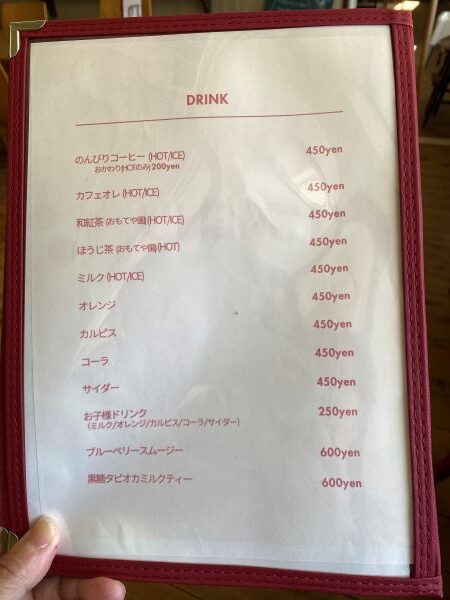 DRINK
のんびりコーヒー (HOT/ICE) 450yen
おかわり(HOTのみ)200yen
カフェオレ (HOT/ICE) 450yen
和紅茶 (おもてや園)(HOT/ICE) 450yen
ほうじ茶 (おもてや園)(HOT) 450yen
ミルク (HOT/ICE) 450yen
オレンジ 450yen
カルピス 450yen
コーラ 450yen
サイダー 450yen
お子様ドリンク 250yen
(ミルク/オレンジ/カルピス/コーラ/サイダー)
ブルーベリースムージー 600yen
黒糖タピオカミルクティー 600yen